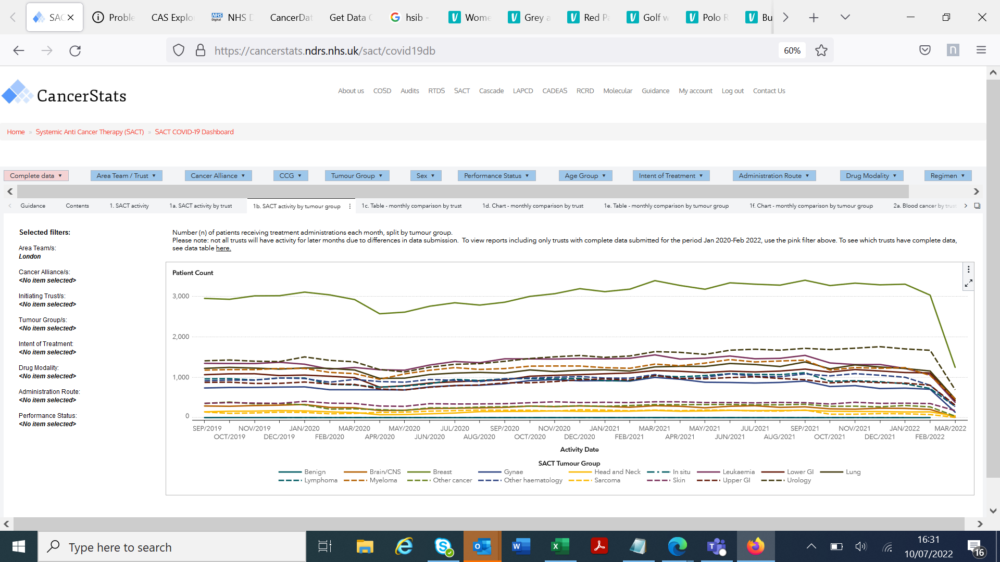 SAC
Proble
CAS Explo
NHS D
CancerDat
Get Data C
hsib -
Wome
Grey a
Red Pa
Golf w
Polo R
Bu
https://cancerstats.ndrs.nhs.uk/sact/covid19db
60%
CancerStats
About us COSD Audits RTDS SACT Cascade LAPCD CADEAS RCRD Molecular Guidance My account Log out Contact Us
Home » Systemic Anti Cancer Therapy (SACT) » SACT COVID-19 Dashboard
Complete data ▼ Area Team / Trust ▼ Cancer Alliance ▼ CCG ▼ Tumour Group ▼ Sex ▼ Performance Status ▼ Age Group ▼ Intent of Treatment ▼ Administration Route ▼ Drug Modality ▼ Regimen ▼
Guidance Contents 1. SACT activity 1a. SACT activity by trust 1b. SACT activity by tumour group 1c. Table - monthly comparison by trust 1d. Chart - monthly comparison by trust 1e. Table - monthly comparison by tumour group 1f. Chart - monthly comparison by tumour group 2a. Blood cancer by trust
Selected filters:
Area Team/s:
London
Cancer Alliance/s:
<No item selected>
Initiating Trust/s:
<No item selected>
Tumour Group/s:
<No item selected>
Intent of Treatment:
<No item selected>
Drug Modality:
<No item selected>
Administration Route:
<No item selected>
Performance Status:
<No item selected>
Number (n) of patients receiving treatment administrations each month, split by tumour group.
Please note: not all trusts will have activity for later months due to differences in data submission. To view reports including only trusts with complete data submitted for the period Jan 2020-Feb 2022, use the pink filter above. To see which trusts have complete data,
see data table here.
Patient Count
3,000
2,000
1,000
0
SEP/2019 NOV/2019 JAN/2020 MAR/2020 MAY/2020 JUL/2020 SEP/2020 NOV/2020 JAN/2021 MAR/2021 MAY/2021 JUL/2021 SEP/2021 NOV/2021 JAN/2022 MAR/2022
OCT/2019 DEC/2019 FEB/2020 APR/2020 JUN/2020 AUG/2020 OCT/2020 DEC/2020 FEB/2021 APR/2021 JUN/2021 AUG/2021 OCT/2021 DEC/2021 FEB/2022
Activity Date
SACT Tumour Group
Benign Brain/CNS Breast Gynae Head and Neck In situ Leukaemia Lower GI Lung
Lymphoma Myeloma Other cancer Other haematology Sarcoma Skin Upper GI Urology
Type here to search
16:31
10/07/2022
16